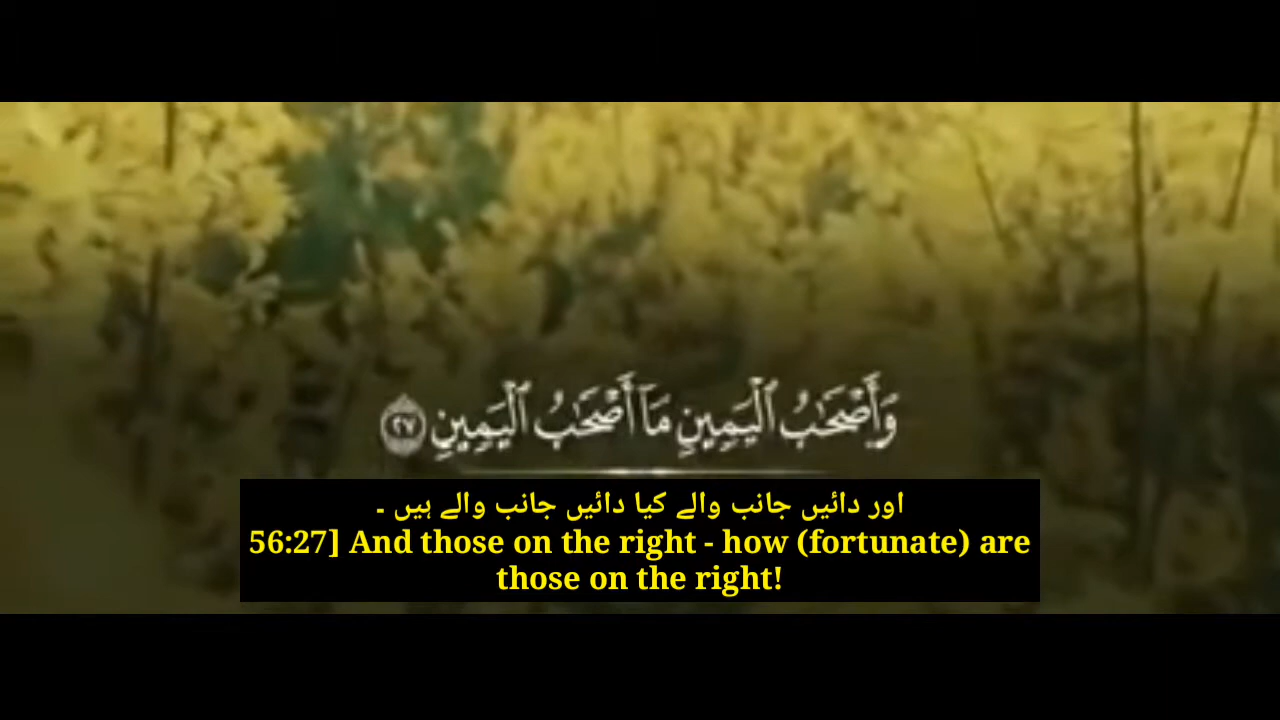 وَأَصْحَٰبُ ٱلْيَمِينِ مَآ أَصْحَٰبُ ٱلْيَمِينِ ٢٧
اور دائیں جانب والے کیا دائیں جانب والے ہیں ۔
56:27] And those on the right - how (fortunate) are
those on the right!